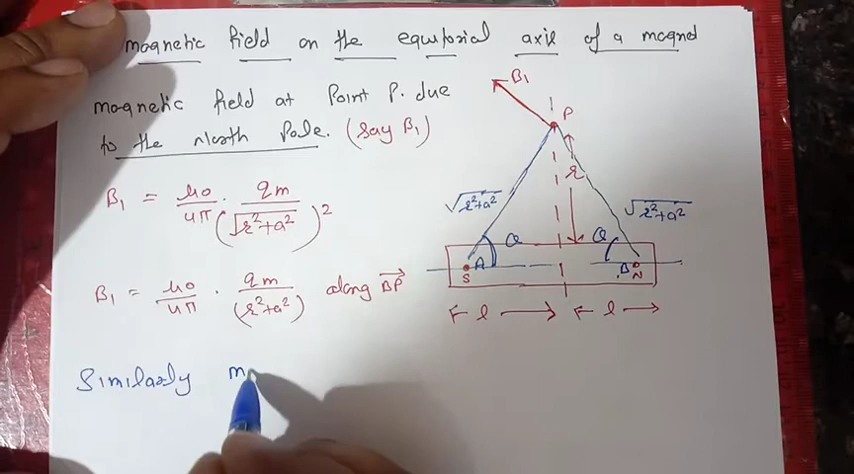 magnetic field on the equtorial axis of a magnet
magnetic field at Point P. due
to the North Pole. (say B₁)
B₁ = μ₀/4π · qm/(√r²+a²)²
B₁ = μ₀/4π · qm/(r²+a²) along BP→
Similarly m
B₁
P
r
√r²+a²
√r²+a²
θ
θ
A
B
S
N
l
l